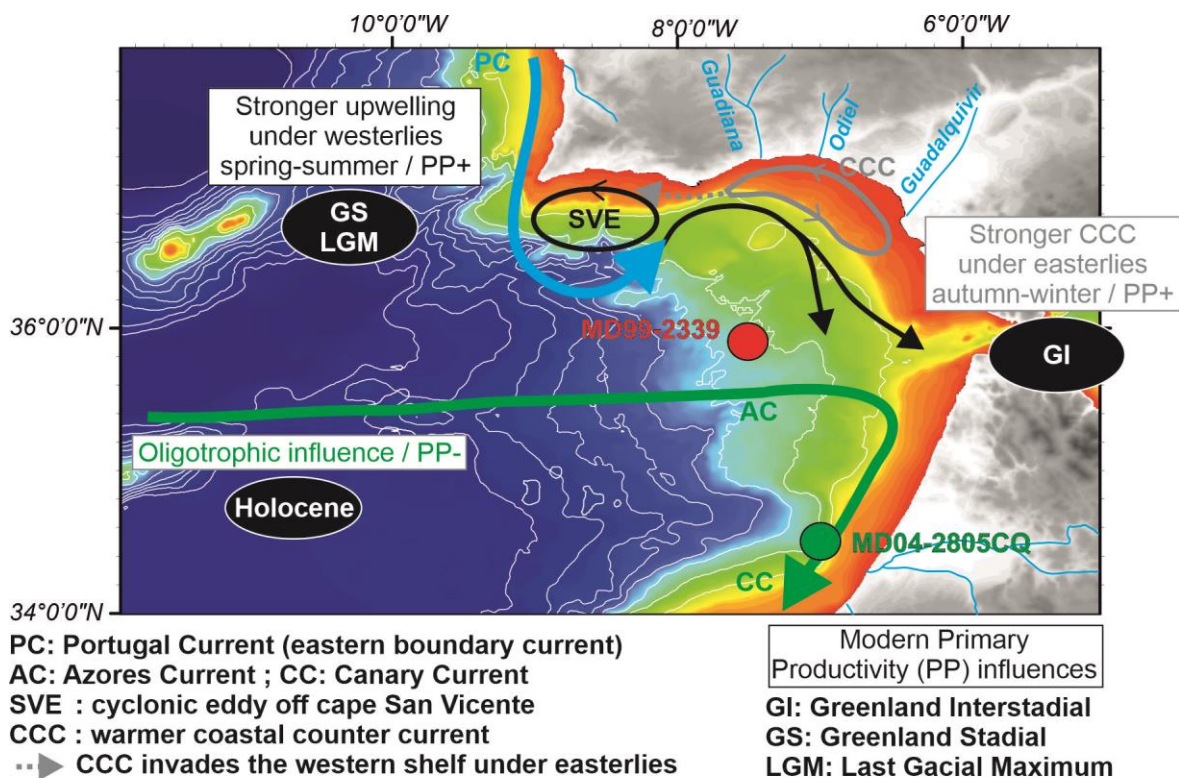 10°0'0"W
8°0'0"W
6°0'0"W
PC
Guadiana
Odiel
Guadalquivir
CCC
Stronger upwelling
under westerlies
spring-summer / PP+
GS
LGM
SVE
Stronger CCC
under easterlies
autumn-winter / PP+
36°0'0"N
MD99-2339
GI
AC
Oligotrophic influence / PP-
Holocene
MD04-2805CQ
CC
34°0'0"N
PC: Portugal Current (eastern boundary current)
AC: Azores Current ; CC: Canary Current
SVE : cyclonic eddy off cape San Vicente
CCC : warmer coastal counter current
CCC invades the western shelf under easterlies
Modern Primary
Productivity (PP) influences
GI: Greenland Interstadial
GS: Greenland Stadial
LGM: Last Gacial Maximum